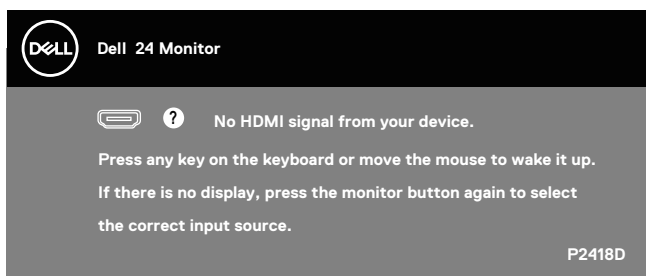 DELL
Dell 24 Monitor
? No HDMI signal from your device.
Press any key on the keyboard or move the mouse to wake it up.
If there is no display, press the monitor button again to select
the correct input source.
P2418D